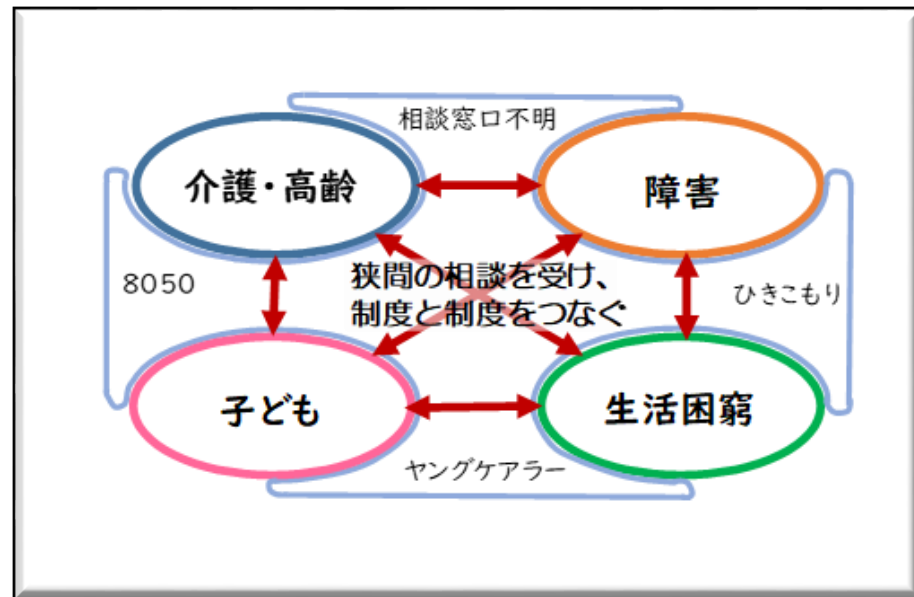 相談窓口不明
介護・高齢
障害
8050
狭間の相談を受け、
制度と制度をつなぐ
ひきこもり
子ども
生活困窮
ヤングケアラー